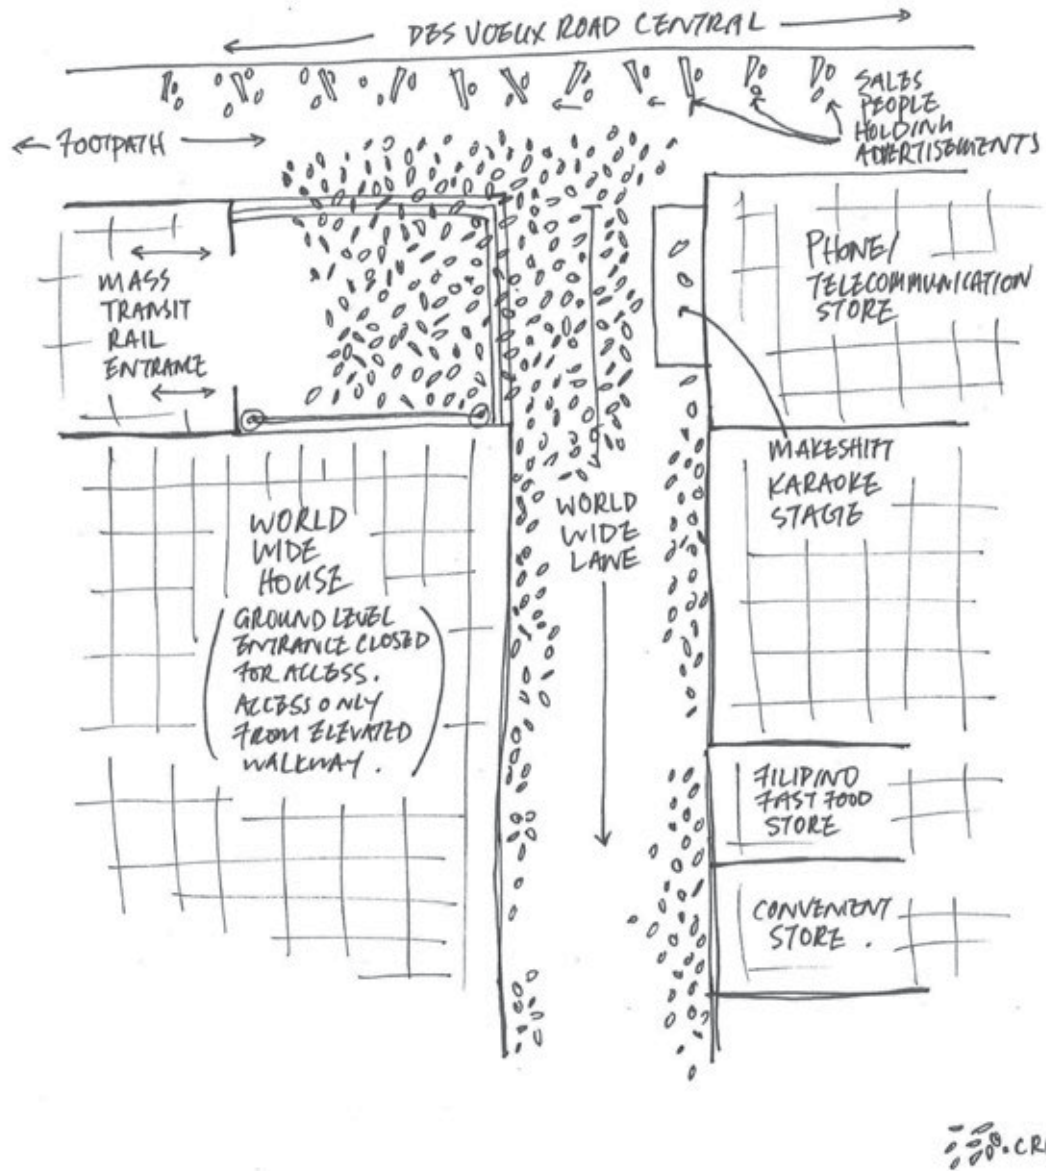 DES VOEUX ROAD CENTRAL
SALES
PEOPLE
HOLDING
ADVERTISEMENTS
FOOTPATH
MASS
TRANSIT
RAIL
ENTRANCE
PHONE/
TELECOMMUNICATION
STORE
MAKESHIFT
KARAOKE
STAGE
WORLD
WIDE
LANE
WORLD
WIDE
HOUSE
(GROUND LEVEL
ENTRANCE CLOSED
FOR ACCESS.
ACCESS ONLY
FROM ELEVATED
WALKWAY.)
FILIPINO
FAST FOOD
STORE
CONVENIENT
STORE.